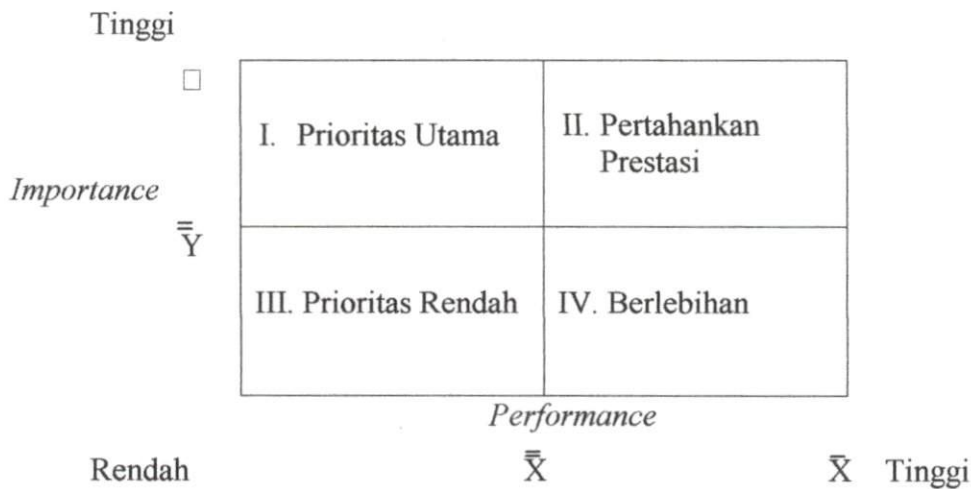 Tinggi
□
I. Prioritas Utama
II. Pertahankan
Prestasi
Importance
Y̿
III. Prioritas Rendah
IV. Berlebihan
Performance
Rendah
X̿
X̄
Tinggi